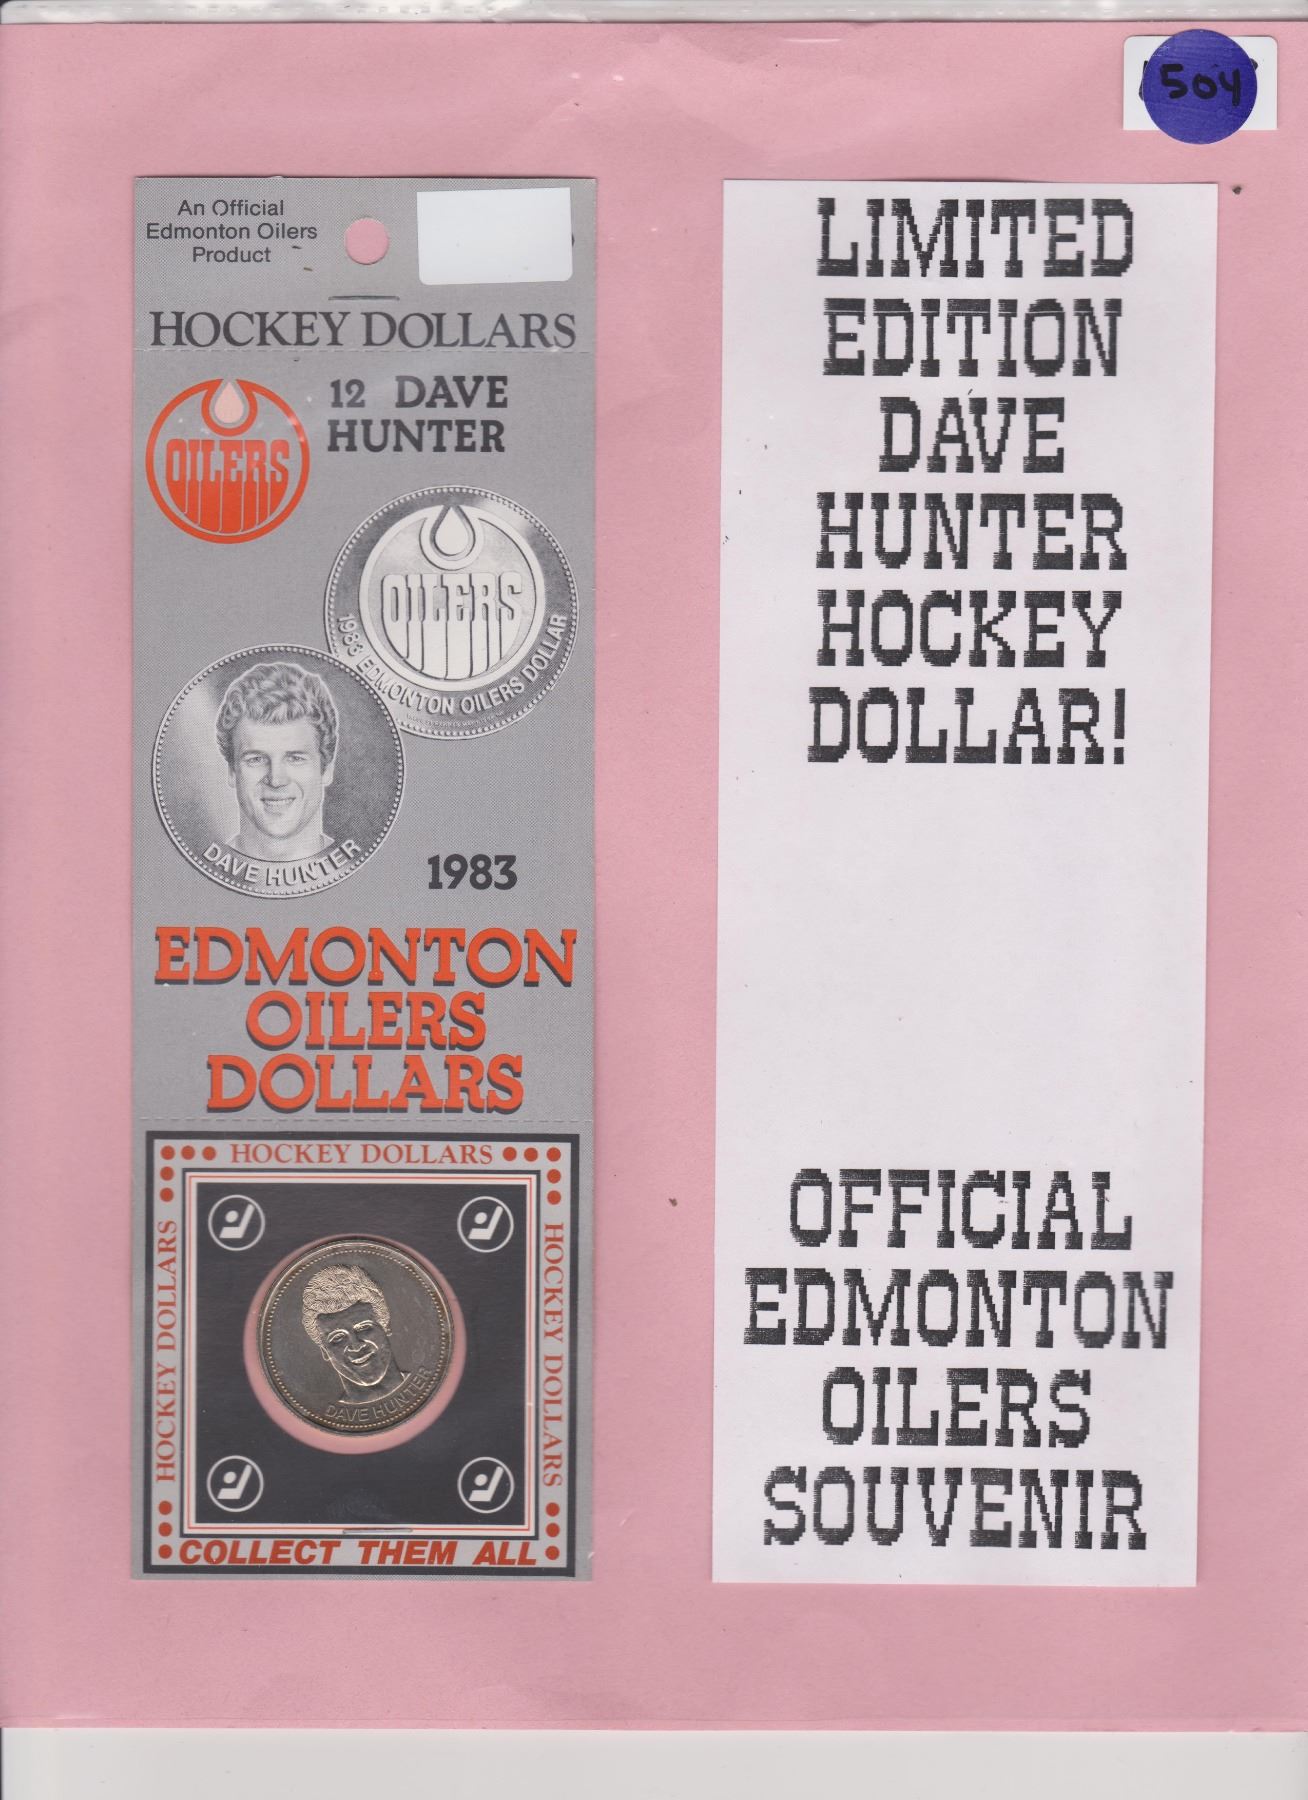 504
An Official
Edmonton Oilers
Product
HOCKEY DOLLARS
OILERS
12 DAVE
HUNTER
OILERS
1983 EDMONTON OILERS DOLLAR
DAVE HUNTER
1983
EDMONTON
OILERS
DOLLARS
HOCKEY DOLLARS
HOCKEY DOLLARS
HOCKEY DOLLARS
DAVE HUNTER
COLLECT THEM ALL
LIMITED
EDITION
DAVE
HUNTER
HOCKEY
DOLLAR!
OFFICIAL
EDMONTON
OILERS
SOUVENIR